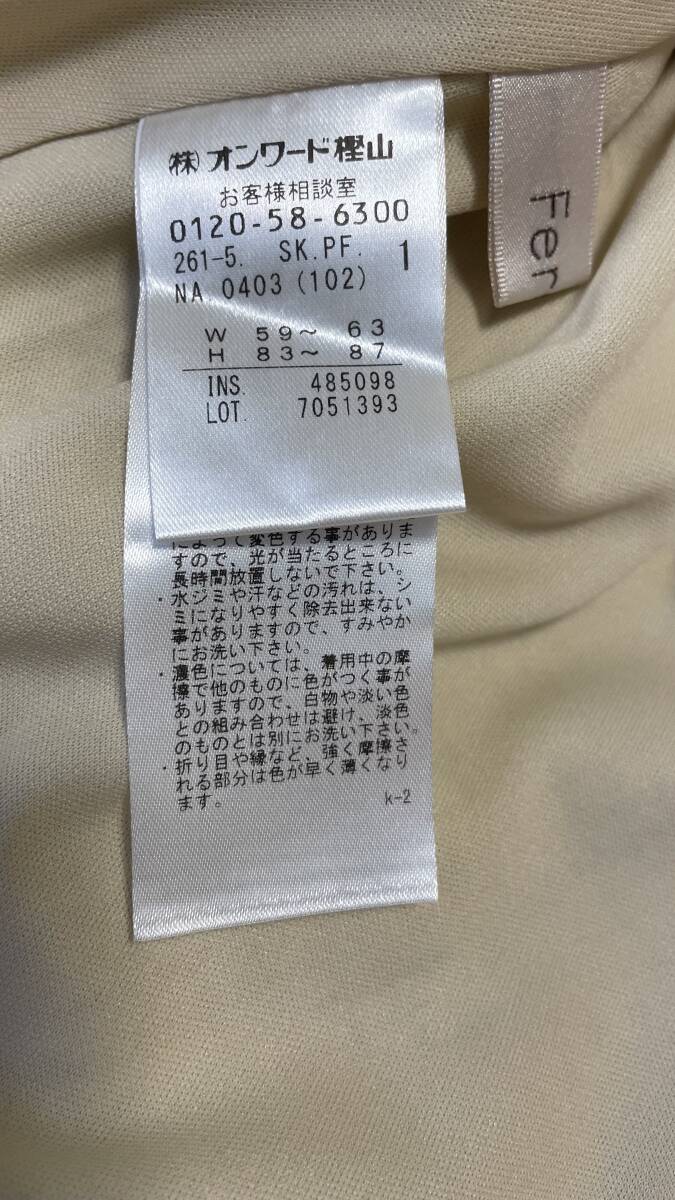 (株)オンワード樫山
お客様相談室
0120-58-6300
261-5. SK.PF. 1
NA 0403 (102)
W 59～ 63
H 83～ 87
INS. 485098
LOT. 7051393
Fer
によって変色する事がありま
すので、光が当たるところに
長時間放置しないで下さい。
・水ジミや汗などの汚れは、シ
ミになりやすく除去出来ない
事がありますので、すみやか
にお洗い下さい。
・濃色については、着用中の摩
擦で他のものに色がつく事が
ありますので、白物や淡い色
との組み合わせは避け、淡色
のものとは別にお洗い下さい。
・折り目や縁など、強く摩擦さ
れる部分は色が早く薄くなり
ます。
k-2